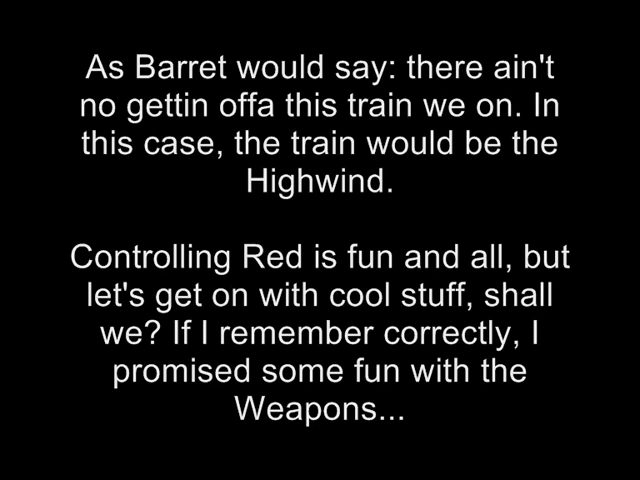 As Barret would say: there ain't
no gettin offa this train we on. In
this case, the train would be the
Highwind.
Controlling Red is fun and all, but
let's get on with cool stuff, shall
we? If I remember correctly, I
promised some fun with the
Weapons...